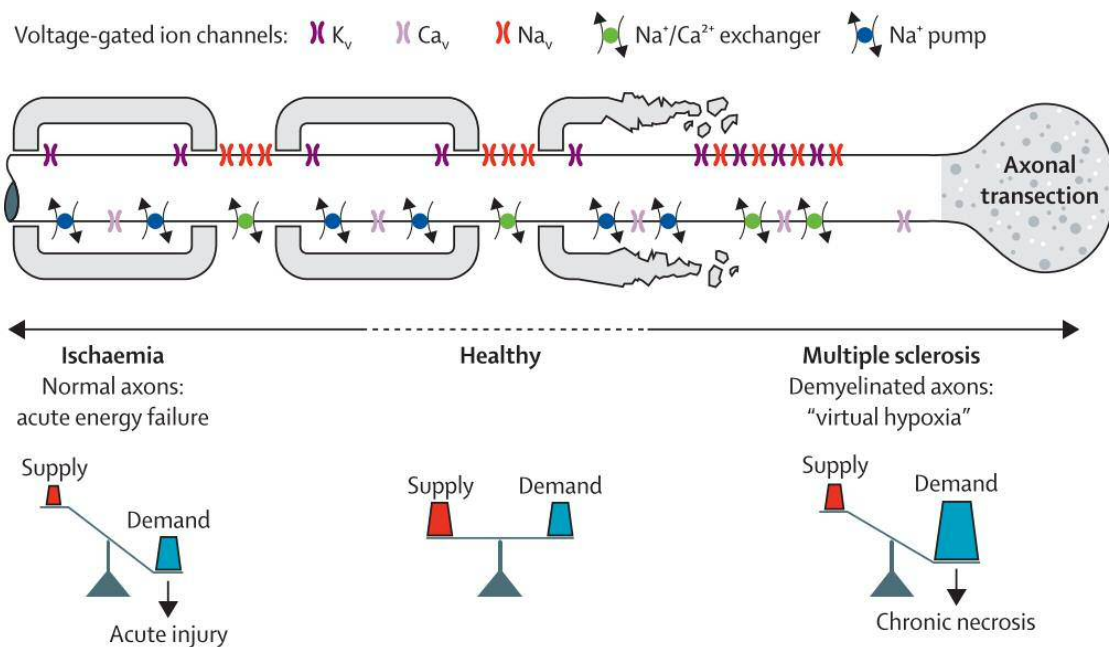 Voltage-gated ion channels: Kv Cav Nav Na⁺/Ca²⁺ exchanger Na⁺ pump
Axonal
transection
Ischaemia Healthy Multiple sclerosis
Normal axons: Demyelinated axons:
acute energy failure “virtual hypoxia”
Supply Demand Supply Demand Supply Demand
Acute injury Chronic necrosis